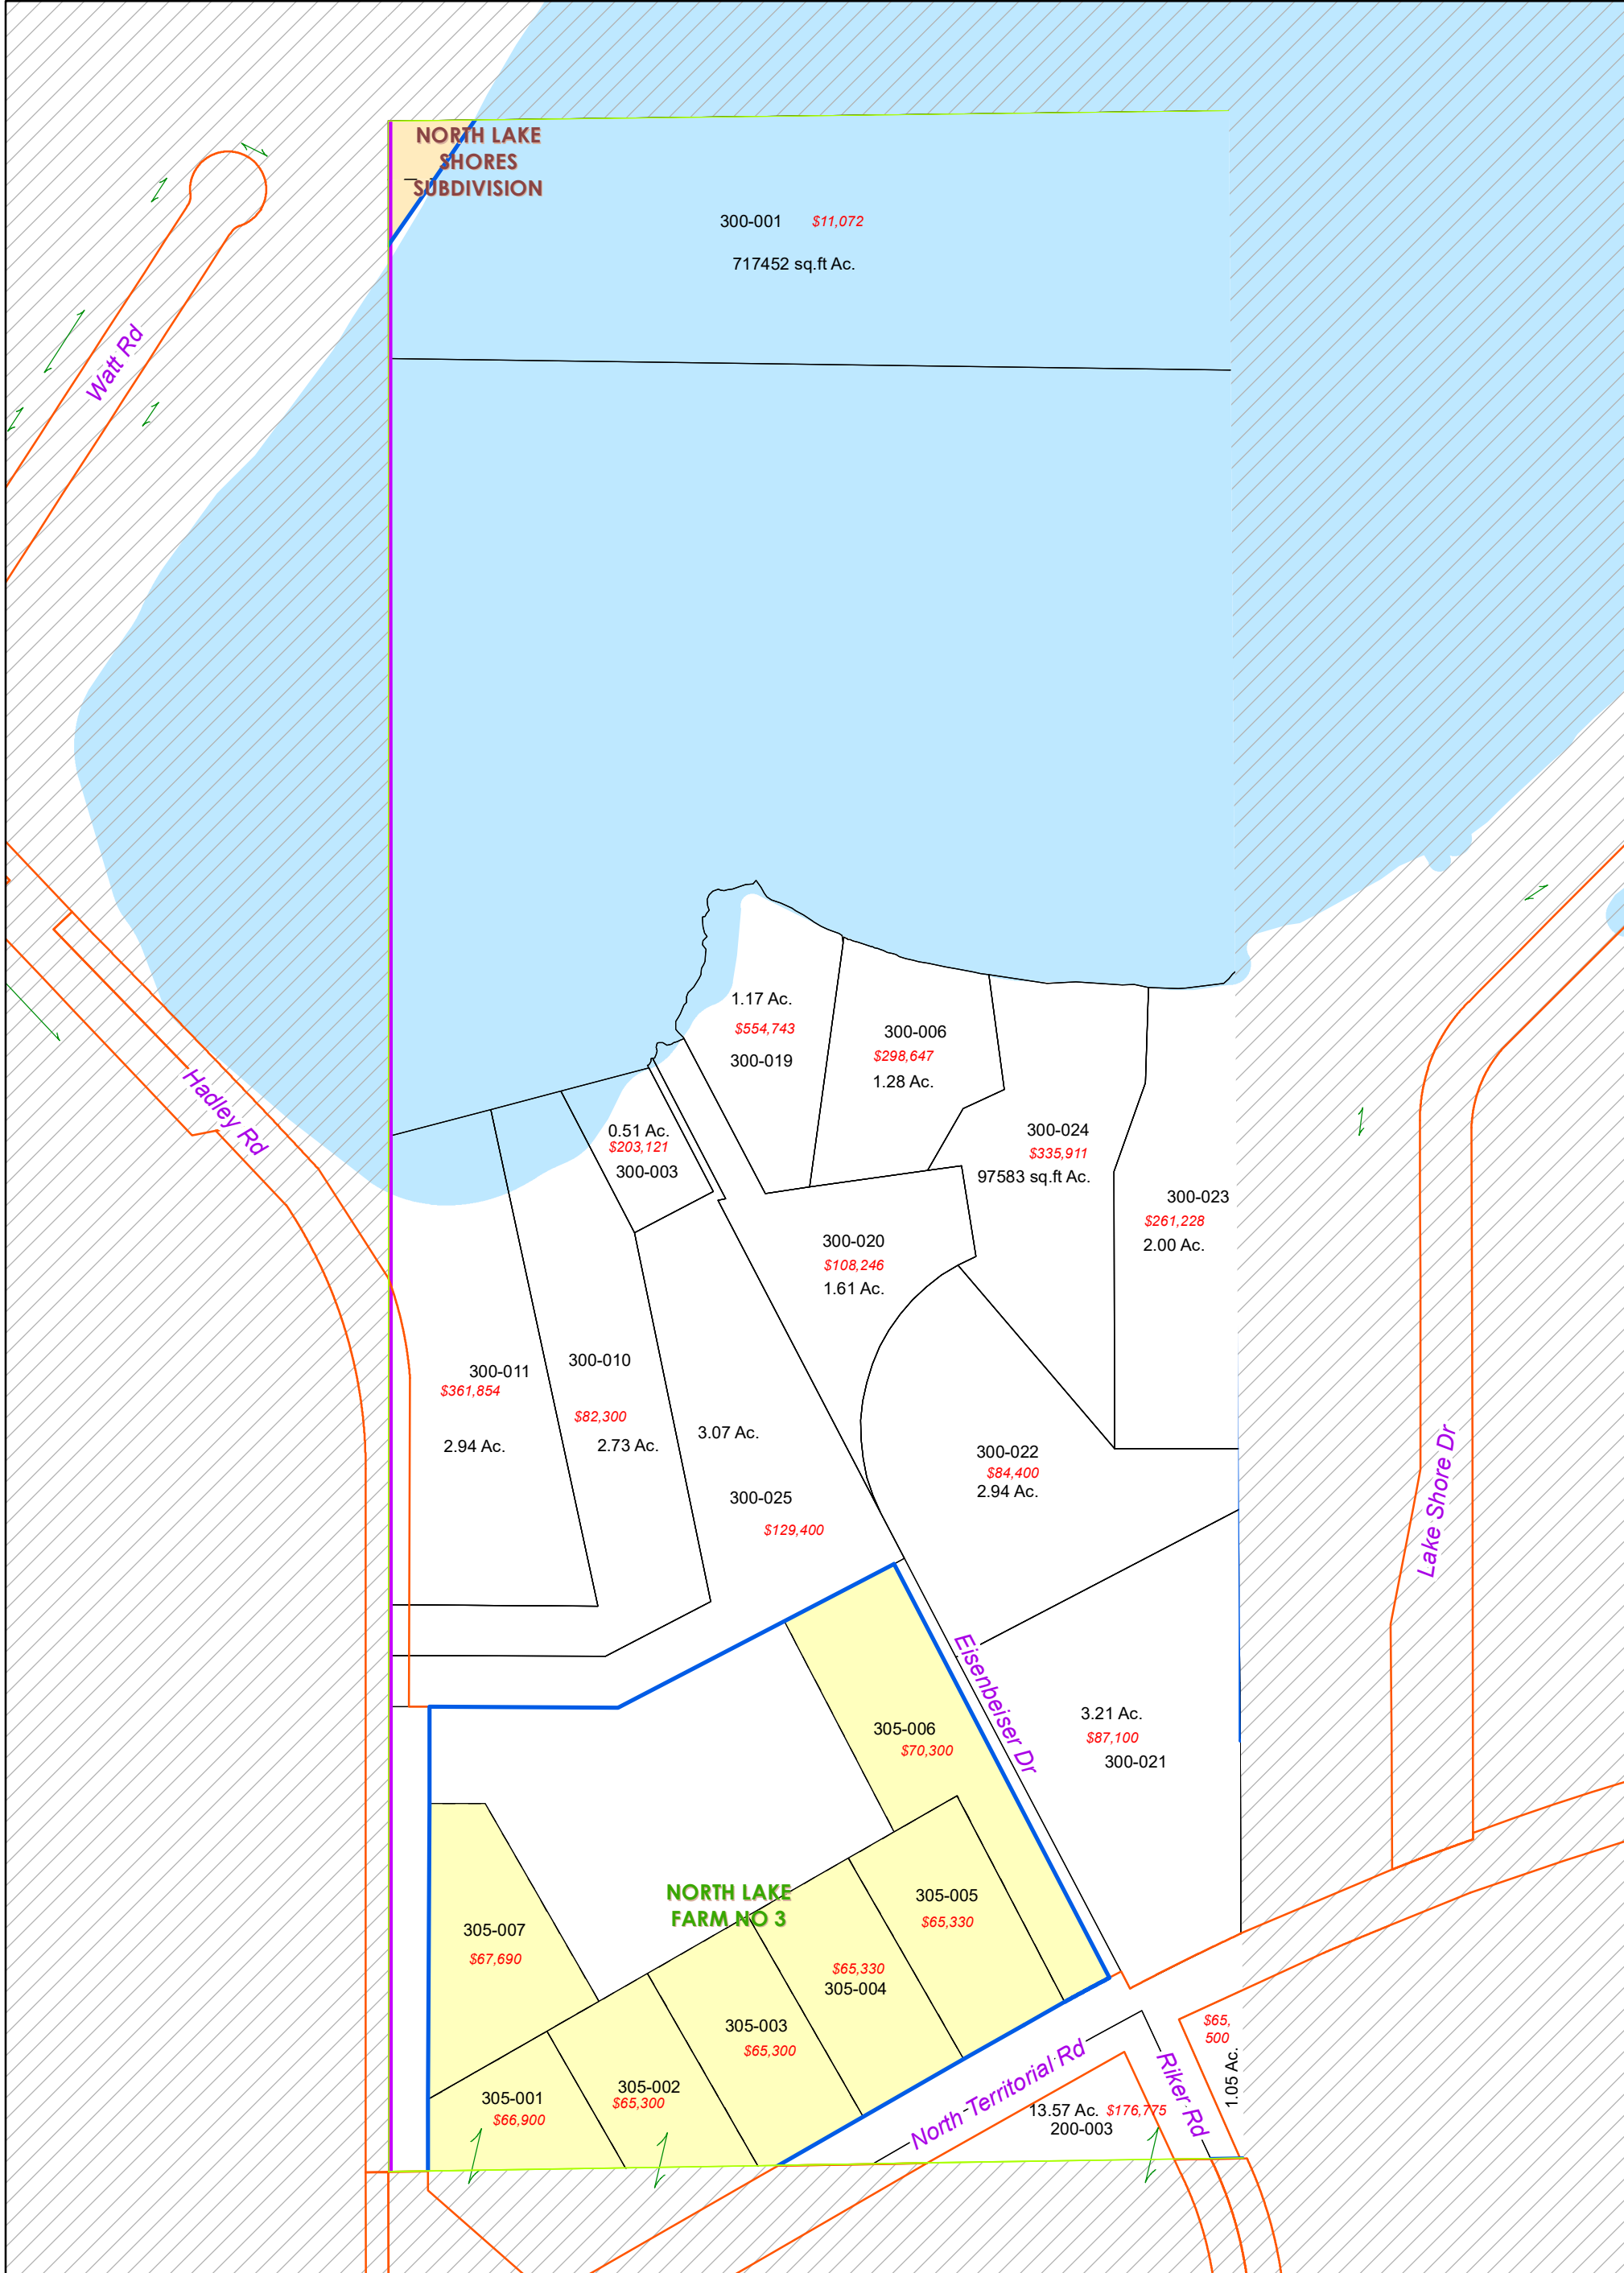 NORTH LAKE
SHORES
SUBDIVISION
300-001
$11,072
717452 sq.ft Ac.
Watt Rd
Hadley Rd
1.17 Ac.
$554,743
300-019
300-006
$298,647
1.28 Ac.
0.51 Ac.
$203,121
300-003
300-024
$335,911
97583 sq.ft Ac.
300-023
$261,228
2.00 Ac.
300-020
$108,246
1.61 Ac.
300-011
$361,854
2.94 Ac.
300-010
$82,300
2.73 Ac.
3.07 Ac.
300-025
$129,400
300-022
$84,400
2.94 Ac.
Lake Shore Dr
Eisenbeiser Dr
3.21 Ac.
$87,100
300-021
305-006
$70,300
NORTH LAKE
FARM NO 3
305-005
$65,330
305-007
$67,690
$65,330
305-004
305-003
$65,300
305-002
$65,300
305-001
$66,900
North Territorial Rd
Riker Rd
$65,
500
1.05 Ac.
13.57 Ac.
$176,775
200-003